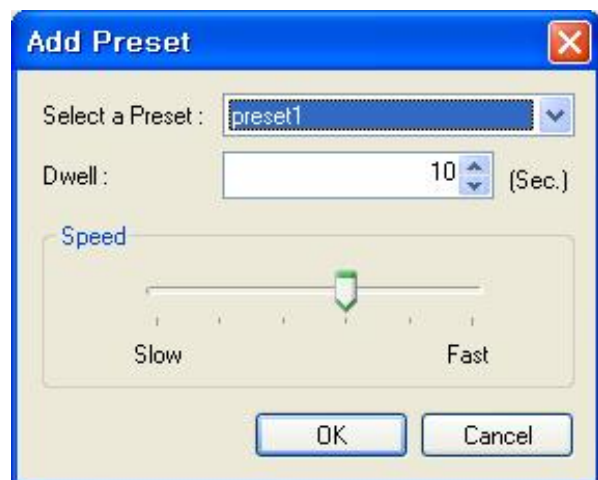 Add Preset
Select a Preset : preset1
Dwell : 10 (Sec.)
Speed
Slow Fast
OK Cancel